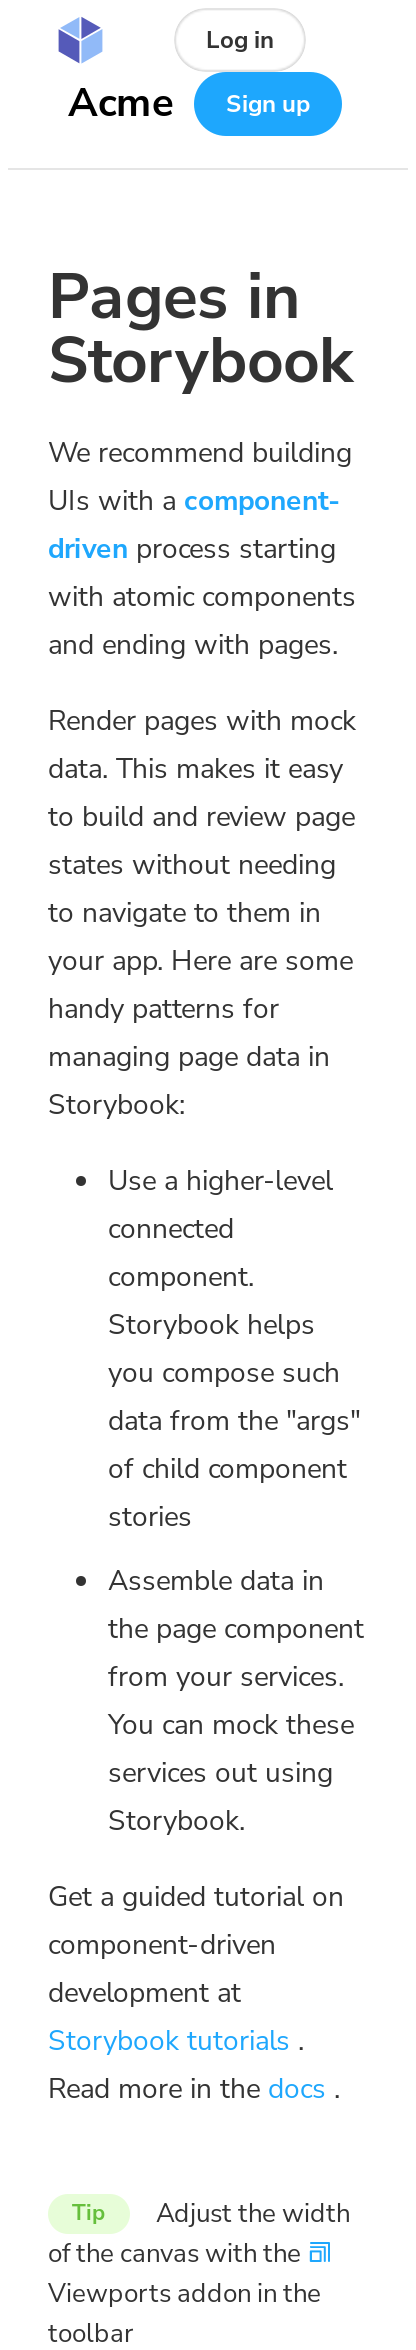 Log in
Acme
Sign up
Pages in
Storybook
We recommend building
UIs with a component-
driven process starting
with atomic components
and ending with pages.
Render pages with mock
data. This makes it easy
to build and review page
states without needing
to navigate to them in
your app. Here are some
handy patterns for
managing page data in
Storybook:
Use a higher-level
connected
component.
Storybook helps
you compose such
data from the "args"
of child component
stories
Assemble data in
the page component
from your services.
You can mock these
services out using
Storybook.
Get a guided tutorial on
component-driven
development at
Storybook tutorials .
Read more in the docs .
Tip Adjust the width
of the canvas with the
Viewports addon in the
toolbar